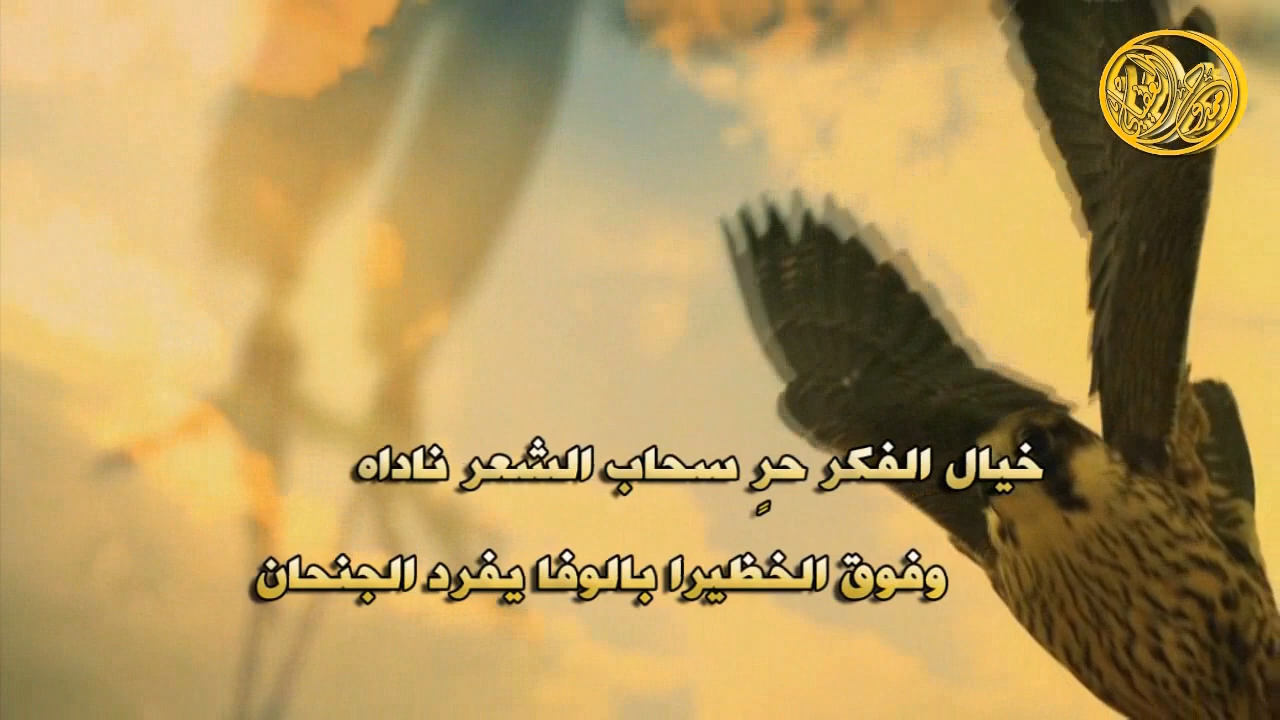 خيال الفكر حرٍ سحاب الشعر ناداه
وفوق الخظيرا بالوفا يفرد الجنحان